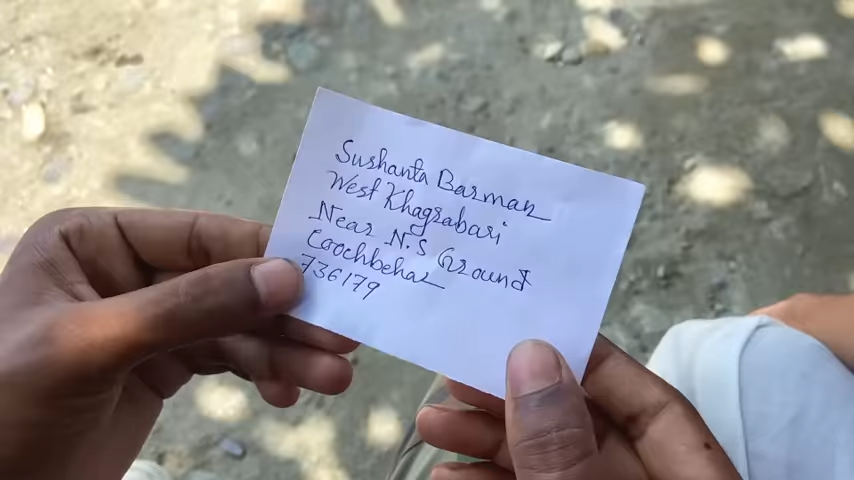 Sushanta Barman
West Khagrabari
Near N.S Ground
Coochbehar
736179